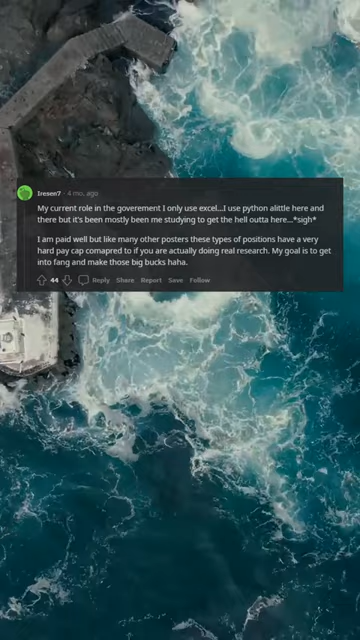 Iresen7 · 4 mo. ago
My current role in the goverement I only use excel...I use python alittle here and
there but it's been mostly been me studying to get the hell outta here...*sigh*
I am paid well but like many other posters these types of positions have a very
hard pay cap comapred to if you are actually doing real research. My goal is to get
into fang and make those big bucks haha.
44 Reply Share Report Save Follow